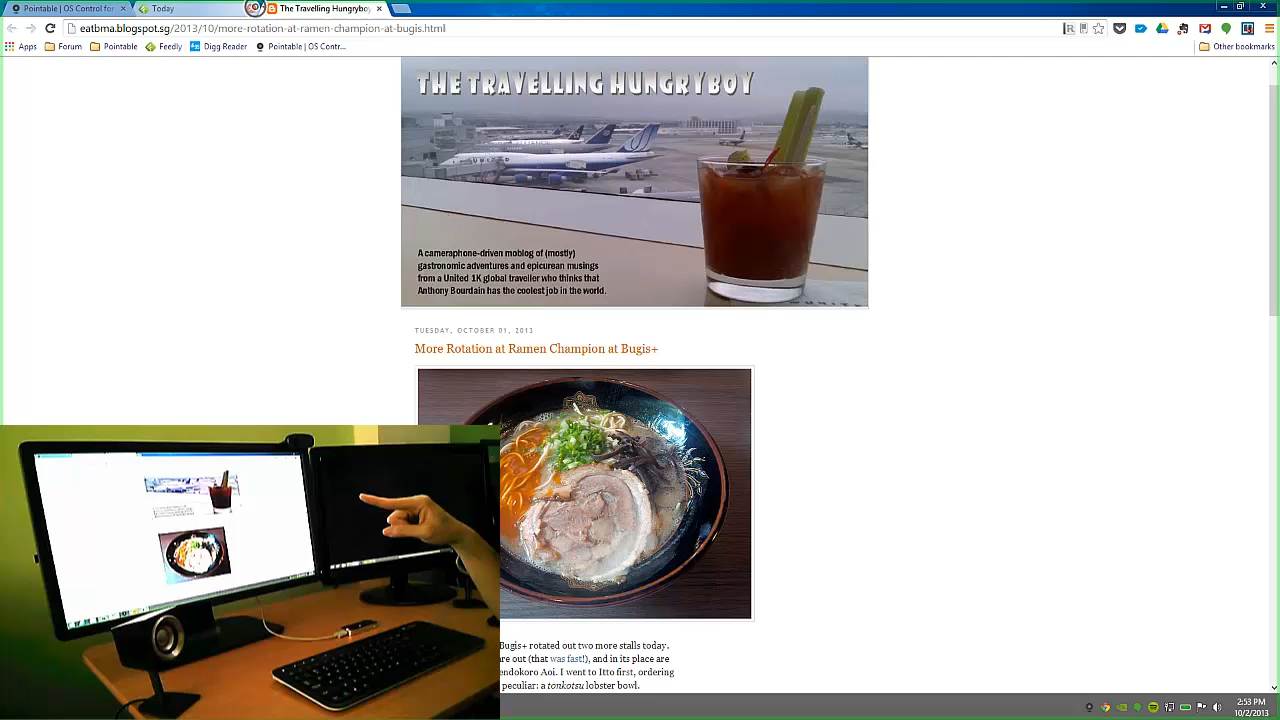 Pointable | OS Control for
Today
The Travelling Hungryboy
eatbma.blogspot.sg/2013/10/more-rotation-at-ramen-champion-at-bugis.html
Apps Forum Pointable Feedly Digg Reader Pointable | OS Contr... Other bookmarks
THE TRAVELLING HUNGRYBOY
A cameraphone-driven moblog of (mostly)
gastronomic adventures and epicurean musings
from a United 1K global traveller who thinks that
Anthony Bourdain has the coolest job in the world.
TUESDAY, OCTOBER 01, 2013
More Rotation at Ramen Champion at Bugis+
Bugis+ rotated out two more stalls today.
re out (that was fast!), and in its place are
endokoro Aoi. I went to Itto first, ordering
peculiar: a tonkotsu lobster bowl.
2:53 PM
10/2/2013